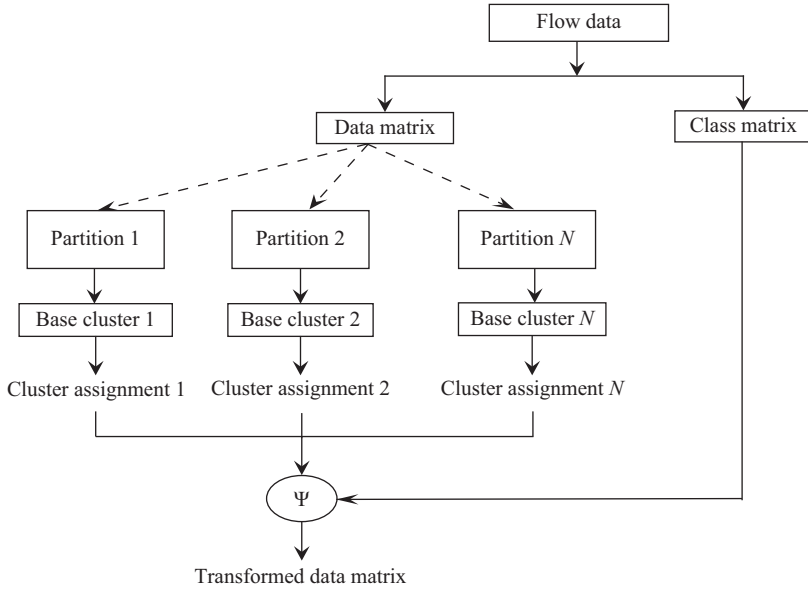 Flow data
Data matrix
Class matrix
Partition 1
Partition 2
Partition N
Base cluster 1
Base cluster 2
Base cluster N
Cluster assignment 1
Cluster assignment 2
Cluster assignment N
Ψ
Transformed data matrix